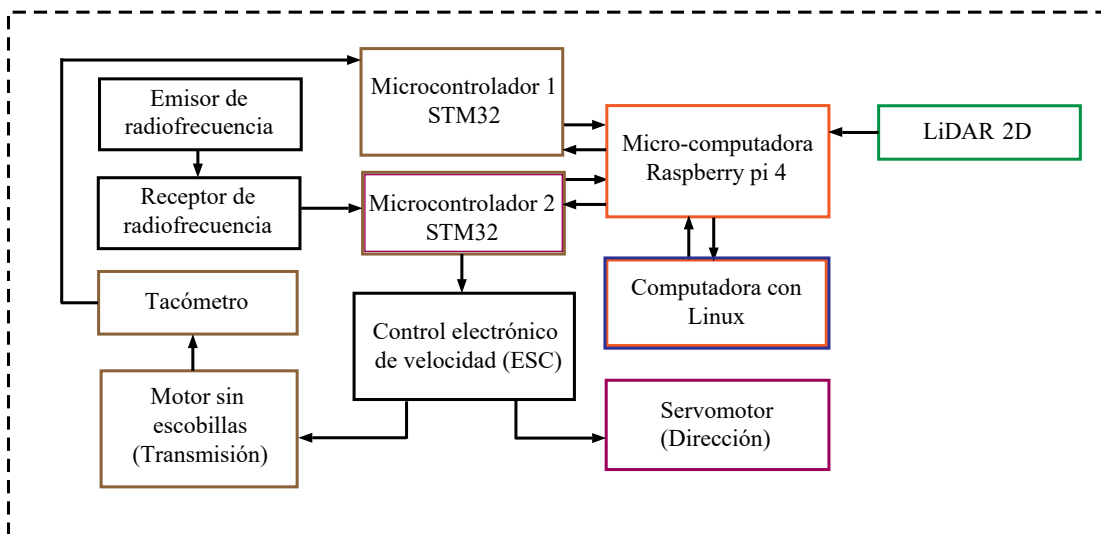 Microcontrolador 1
STM32
Emisor de
radiofrecuencia
Micro-computadora
Raspberry pi 4
LiDAR 2D
Receptor de
radiofrecuencia
Microcontrolador 2
STM32
Tacómetro
Computadora con
Linux
Control electrónico
de velocidad (ESC)
Motor sin
escobillas
(Transmisión)
Servomotor
(Dirección)